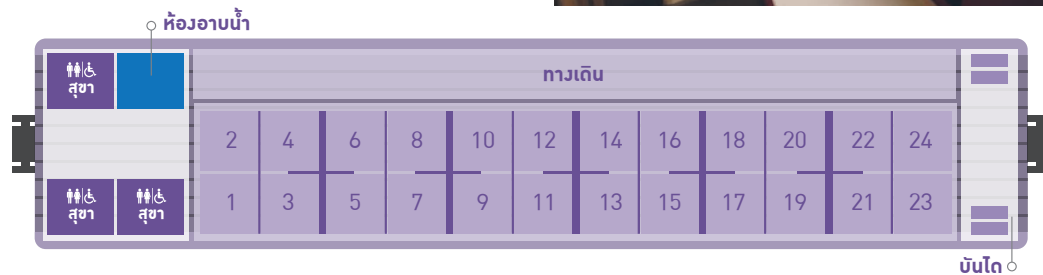 ห้องอาบน้ำ
สุขา
ทางเดิน
2 4 6 8 10 12 14 16 18 20 22 24
1 3 5 7 9 11 13 15 17 19 21 23
สุขา สุขา
บันได